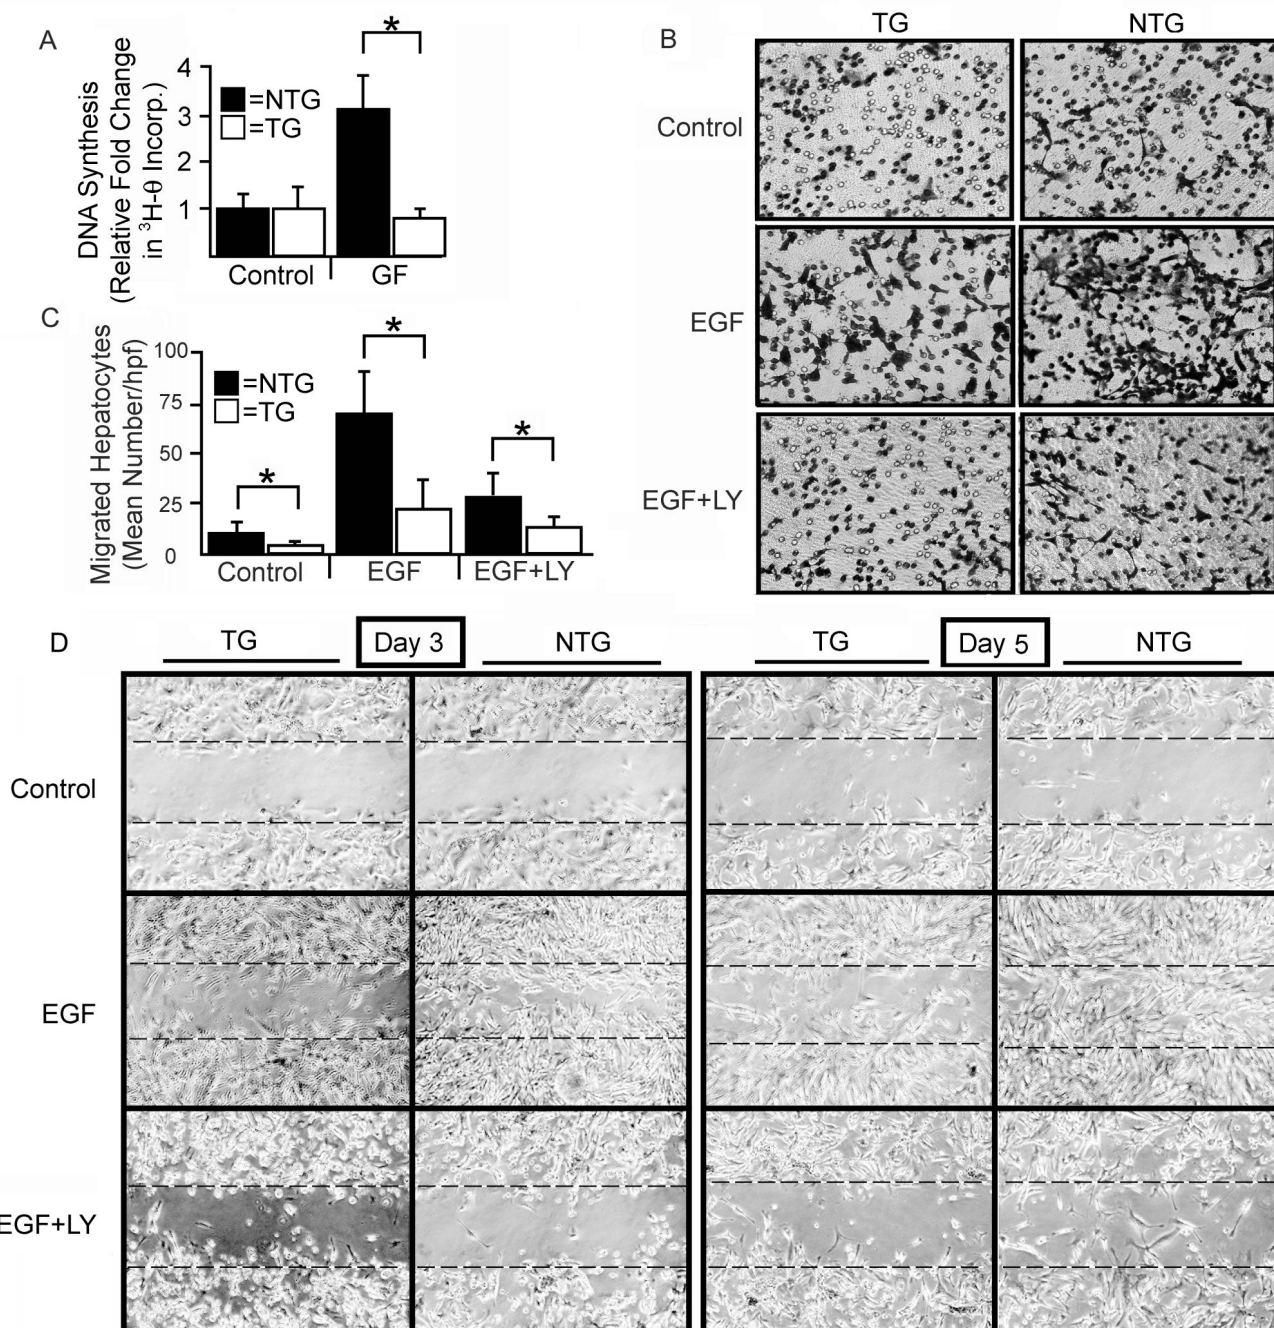 A
DNA Synthesis
(Relative Fold Change
in ³H-θ Incorp.)
4
3
2
1
=NTG
=TG
*
Control
GF
B
TG
NTG
Control
EGF
EGF+LY
C
Migrated Hepatocytes
(Mean Number/hpf)
100
75
50
25
0
=NTG
=TG
*
*
*
Control
EGF
EGF+LY
D
TG
Day 3
NTG
TG
Day 5
NTG
Control
EGF
EGF+LY